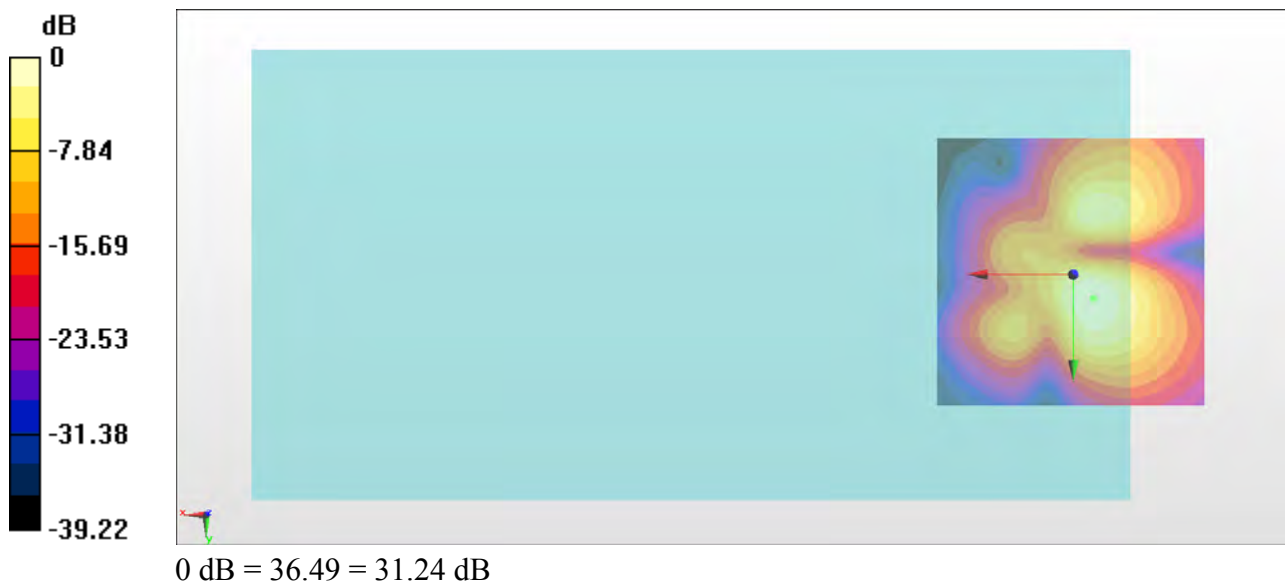 dB
0
-7.84
-15.69
-23.53
-31.38
-39.22
x
y
0 dB = 36.49 = 31.24 dB